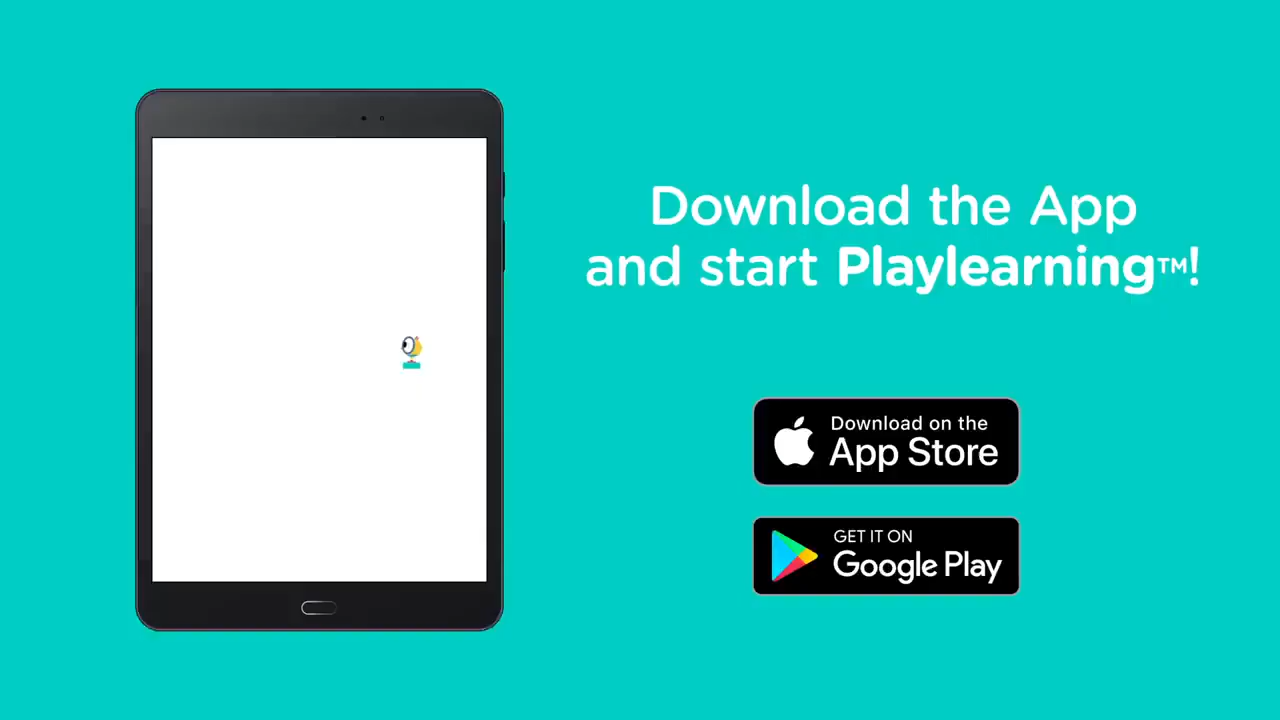 Download the App
and start Playlearning™!
Download on the
App Store
GET IT ON
Google Play